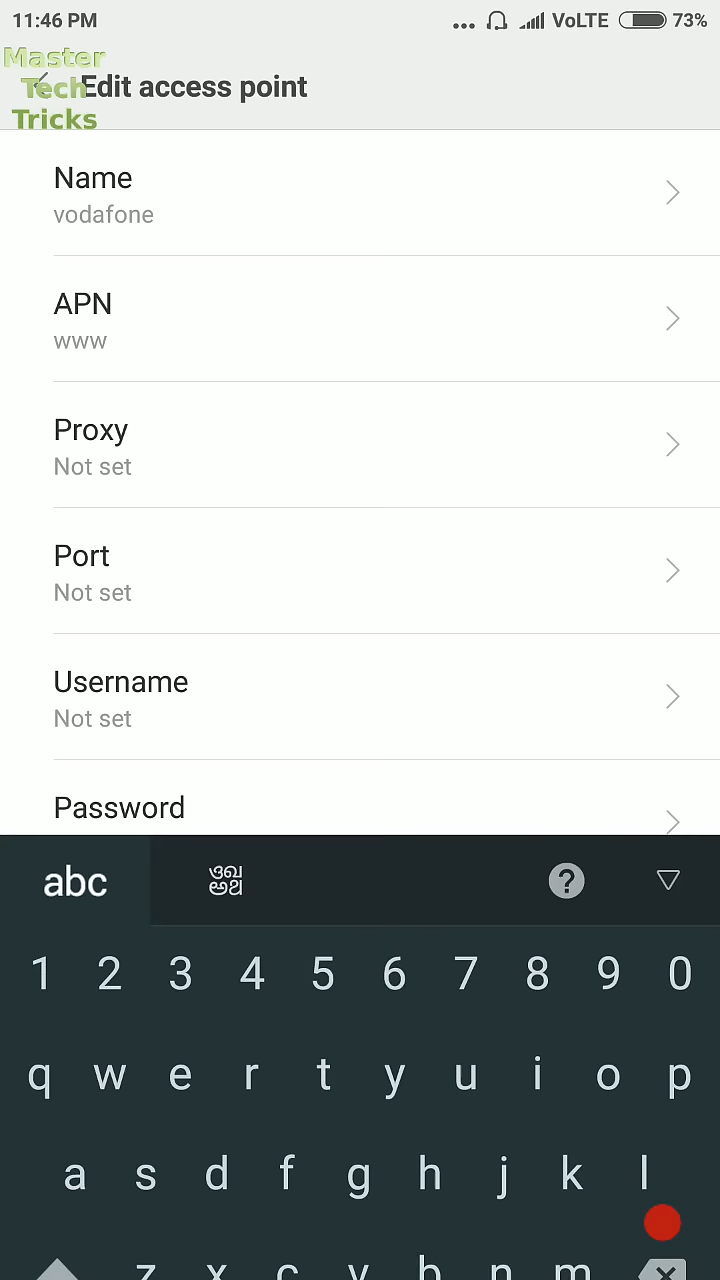 11:46 PM ... VoLTE 73%
Master
Tech
Tricks
Edit access point
Name
vodafone
APN
www
Proxy
Not set
Port
Not set
Username
Not set
Password
abc
?
1 2 3 4 5 6 7 8 9 0
q w e r t y u i o p
a s d f g h j k l
z x c v b n m